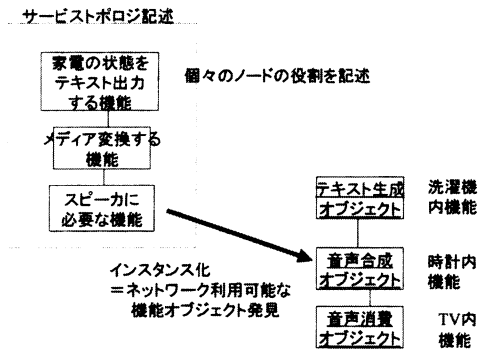 サービストポロジ記述
家電の状態を
テキスト出力
する機能
個々のノードの役割を記述
メディア変換する
機能
スピーカに
必要な機能
テキスト生成
オブジェクト
洗濯機
内機能
インスタンス化
＝ネットワーク利用可能な
機能オブジェクト発見
音声合成
オブジェクト
時計内
機能
音声消費
オブジェクト
TV内
機能